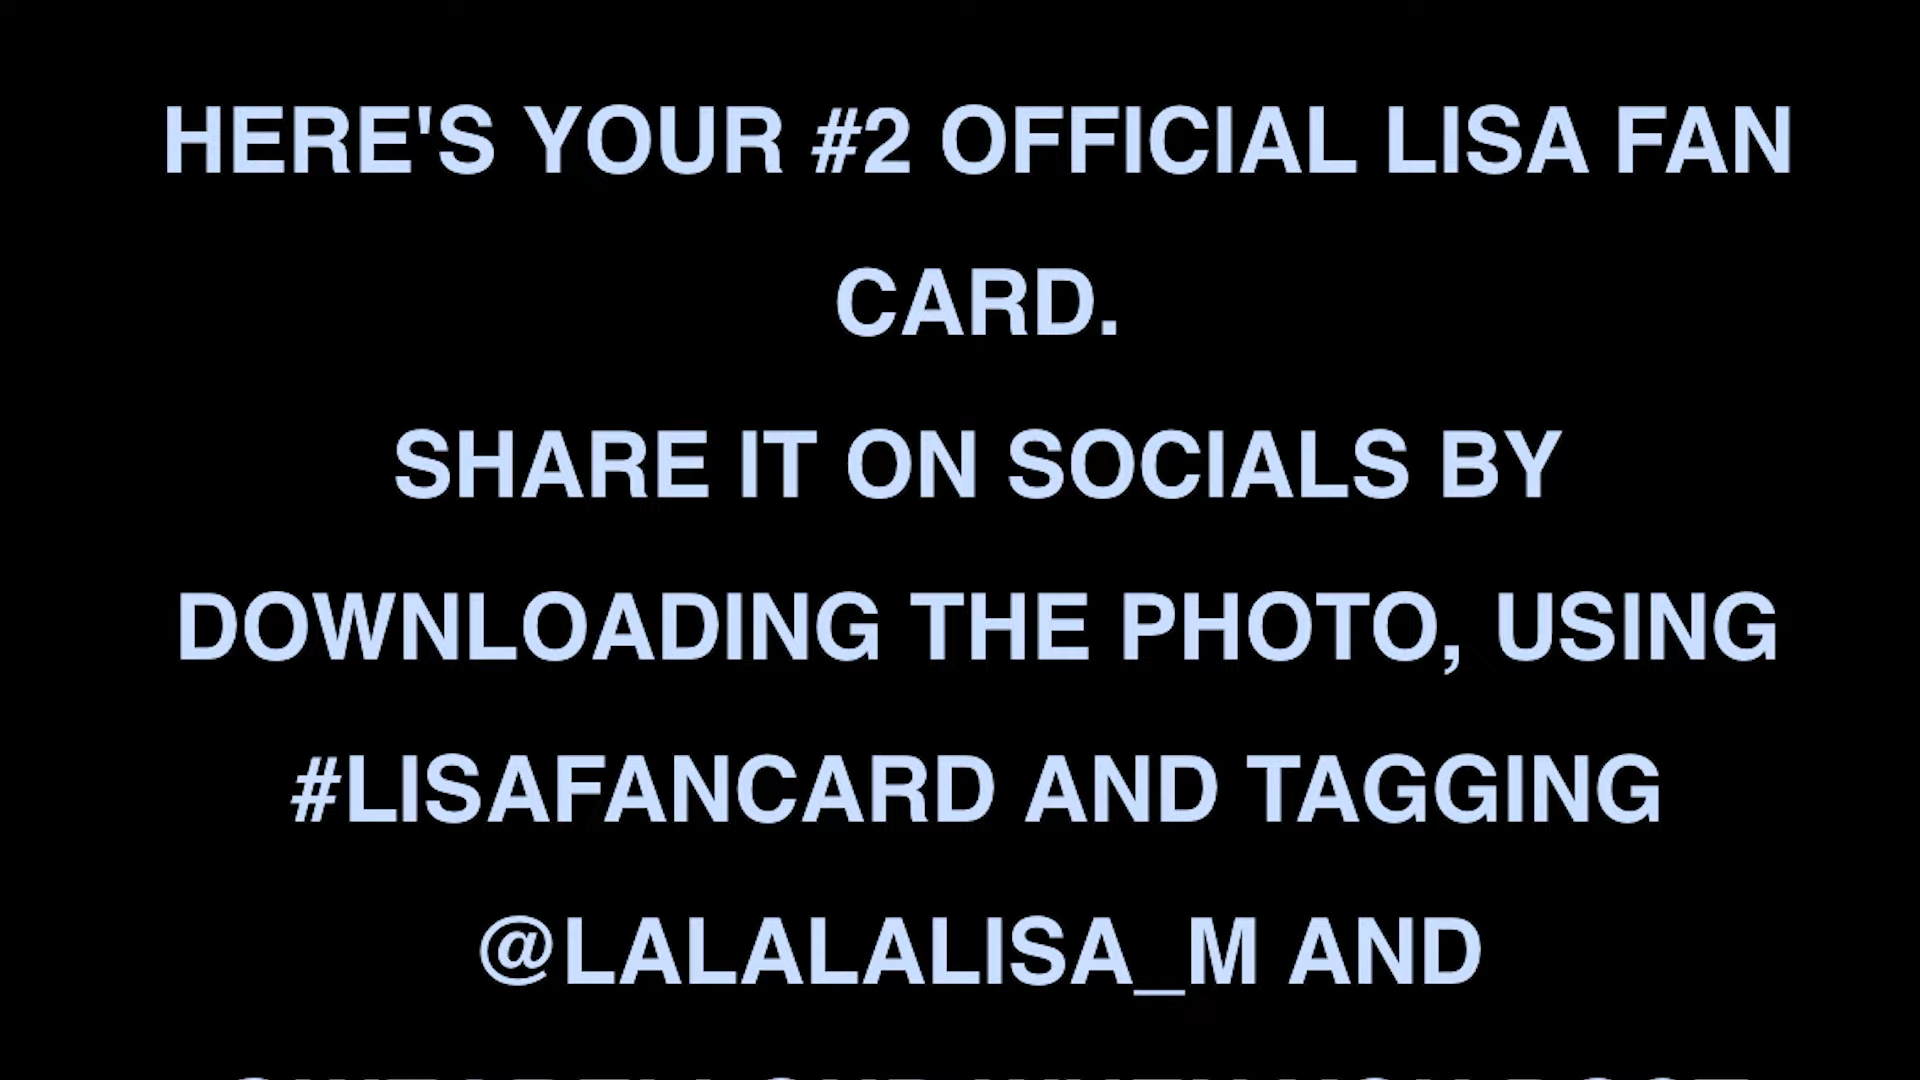 HERE'S YOUR #2 OFFICIAL LISA FAN
CARD.
SHARE IT ON SOCIALS BY
DOWNLOADING THE PHOTO, USING
#LISAFANCARD AND TAGGING
@LALALALISA_M AND